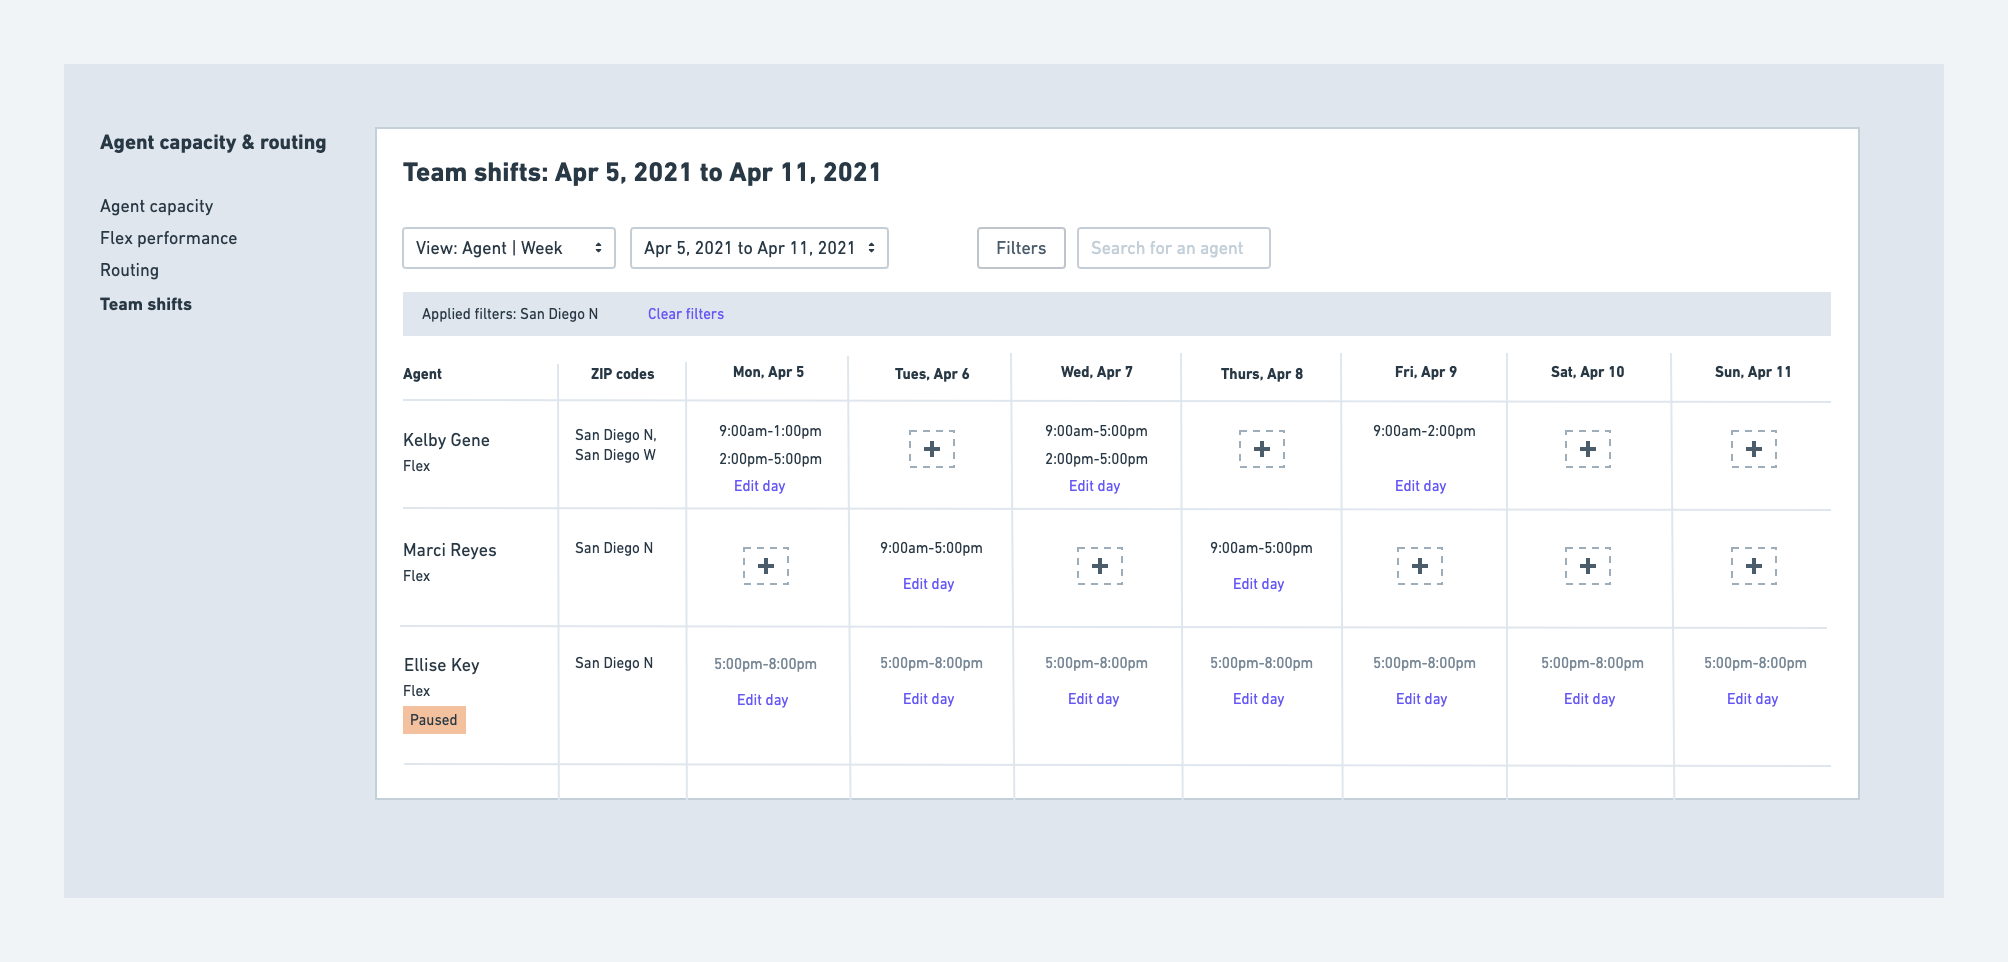 Agent capacity & routing
Agent capacity
Flex performance
Routing
Team shifts
Team shifts: Apr 5, 2021 to Apr 11, 2021
View: Agent | Week
Apr 5, 2021 to Apr 11, 2021
Filters
Search for an agent
Applied filters: San Diego N
Clear filters
Agent ZIP codes Mon, Apr 5 Tues, Apr 6 Wed, Apr 7 Thurs, Apr 8 Fri, Apr 9 Sat, Apr 10 Sun, Apr 11
Kelby Gene
Flex
San Diego N,
San Diego W
9:00am-1:00pm
2:00pm-5:00pm
Edit day
9:00am-5:00pm
2:00pm-5:00pm
Edit day
9:00am-2:00pm
Edit day
Marci Reyes
Flex
San Diego N
9:00am-5:00pm
Edit day
9:00am-5:00pm
Edit day
Ellise Key
Flex
Paused
San Diego N
5:00pm-8:00pm
Edit day
5:00pm-8:00pm
Edit day
5:00pm-8:00pm
Edit day
5:00pm-8:00pm
Edit day
5:00pm-8:00pm
Edit day
5:00pm-8:00pm
Edit day
5:00pm-8:00pm
Edit day